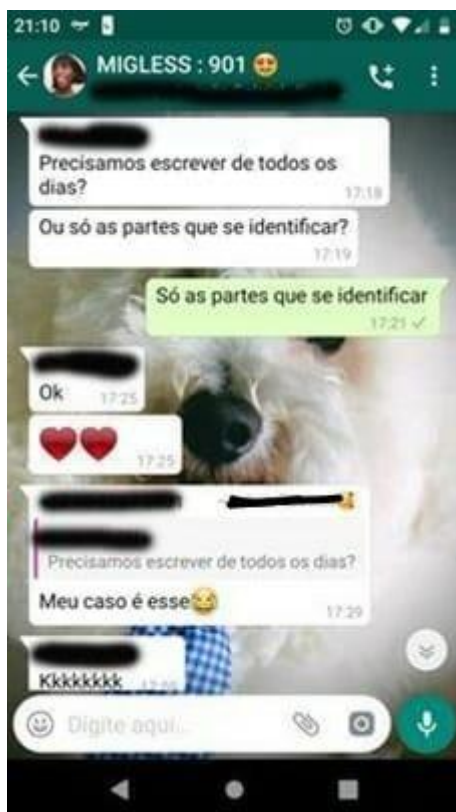 21:10
MIGLESS : 901 🤩
Precisamos escrever de todos os
dias?
17:18
Ou só as partes que se identificar?
17:19
Só as partes que se identificar
17:21
Ok 17:25
17:25
Precisamos escrever de todos os dias?
Meu caso é esse😂
17:29
Kkkkkkkk
Digite aqui...